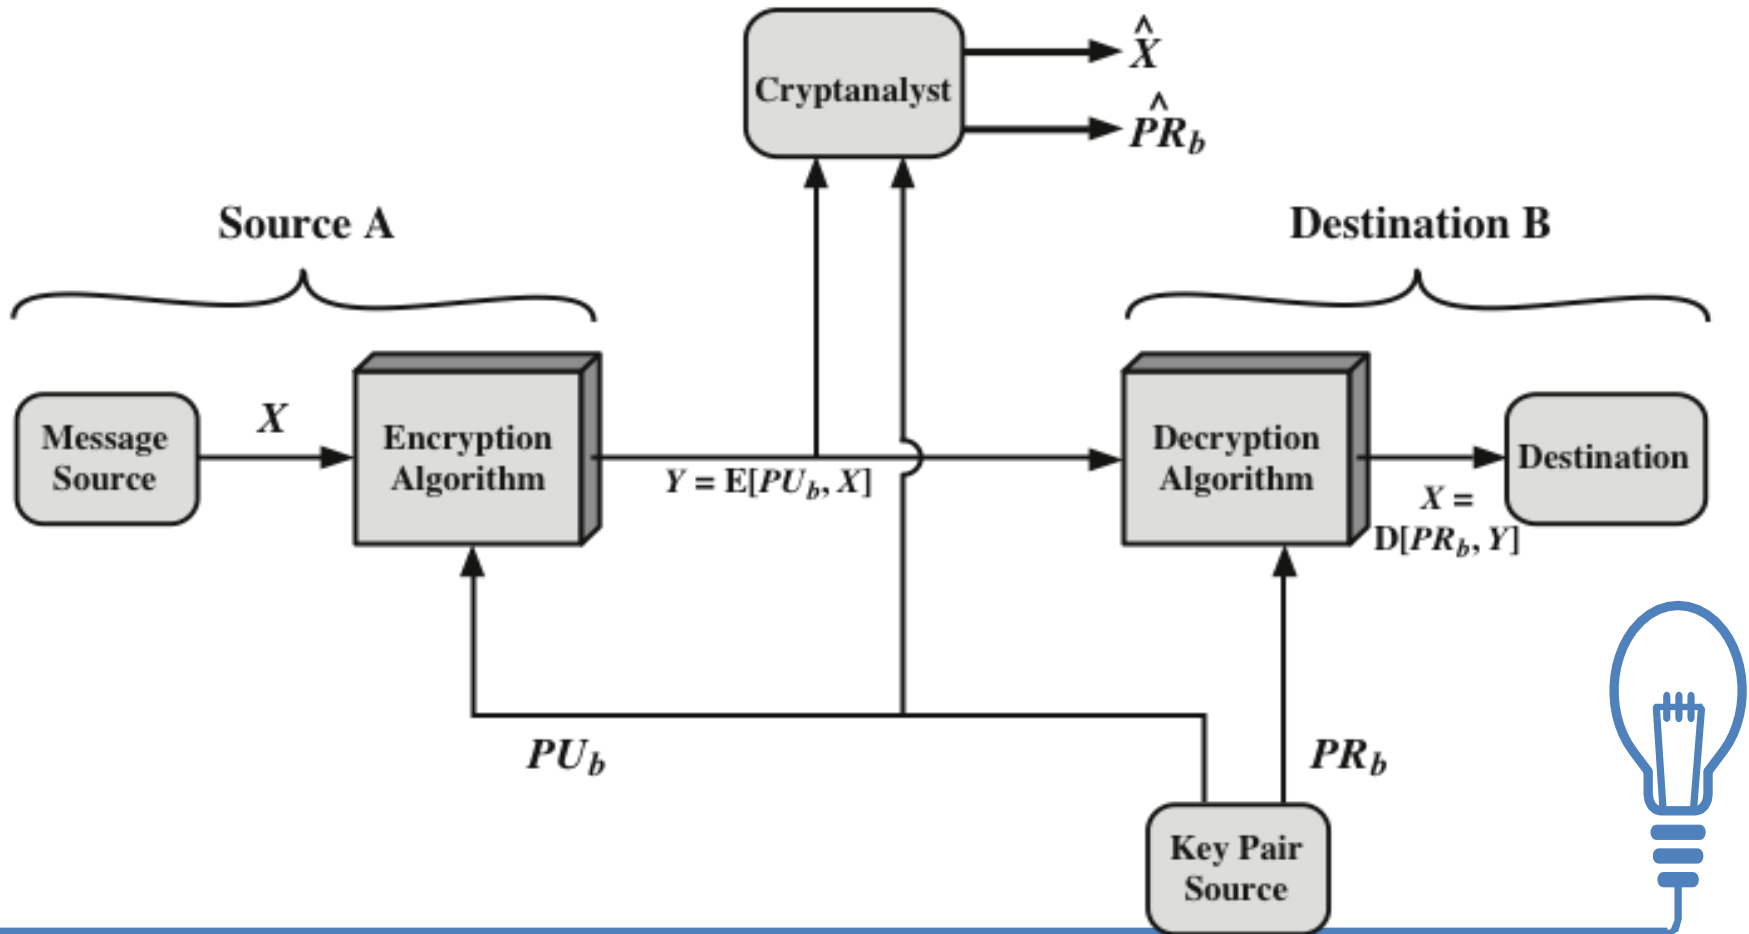 Cryptanalyst
X̂
P̂R_b
Source A
Destination B
Message
Source
X
Encryption
Algorithm
Y = E[PU_b, X]
Decryption
Algorithm
X =
D[PR_b, Y]
Destination
PU_b
PR_b
Key Pair
Source